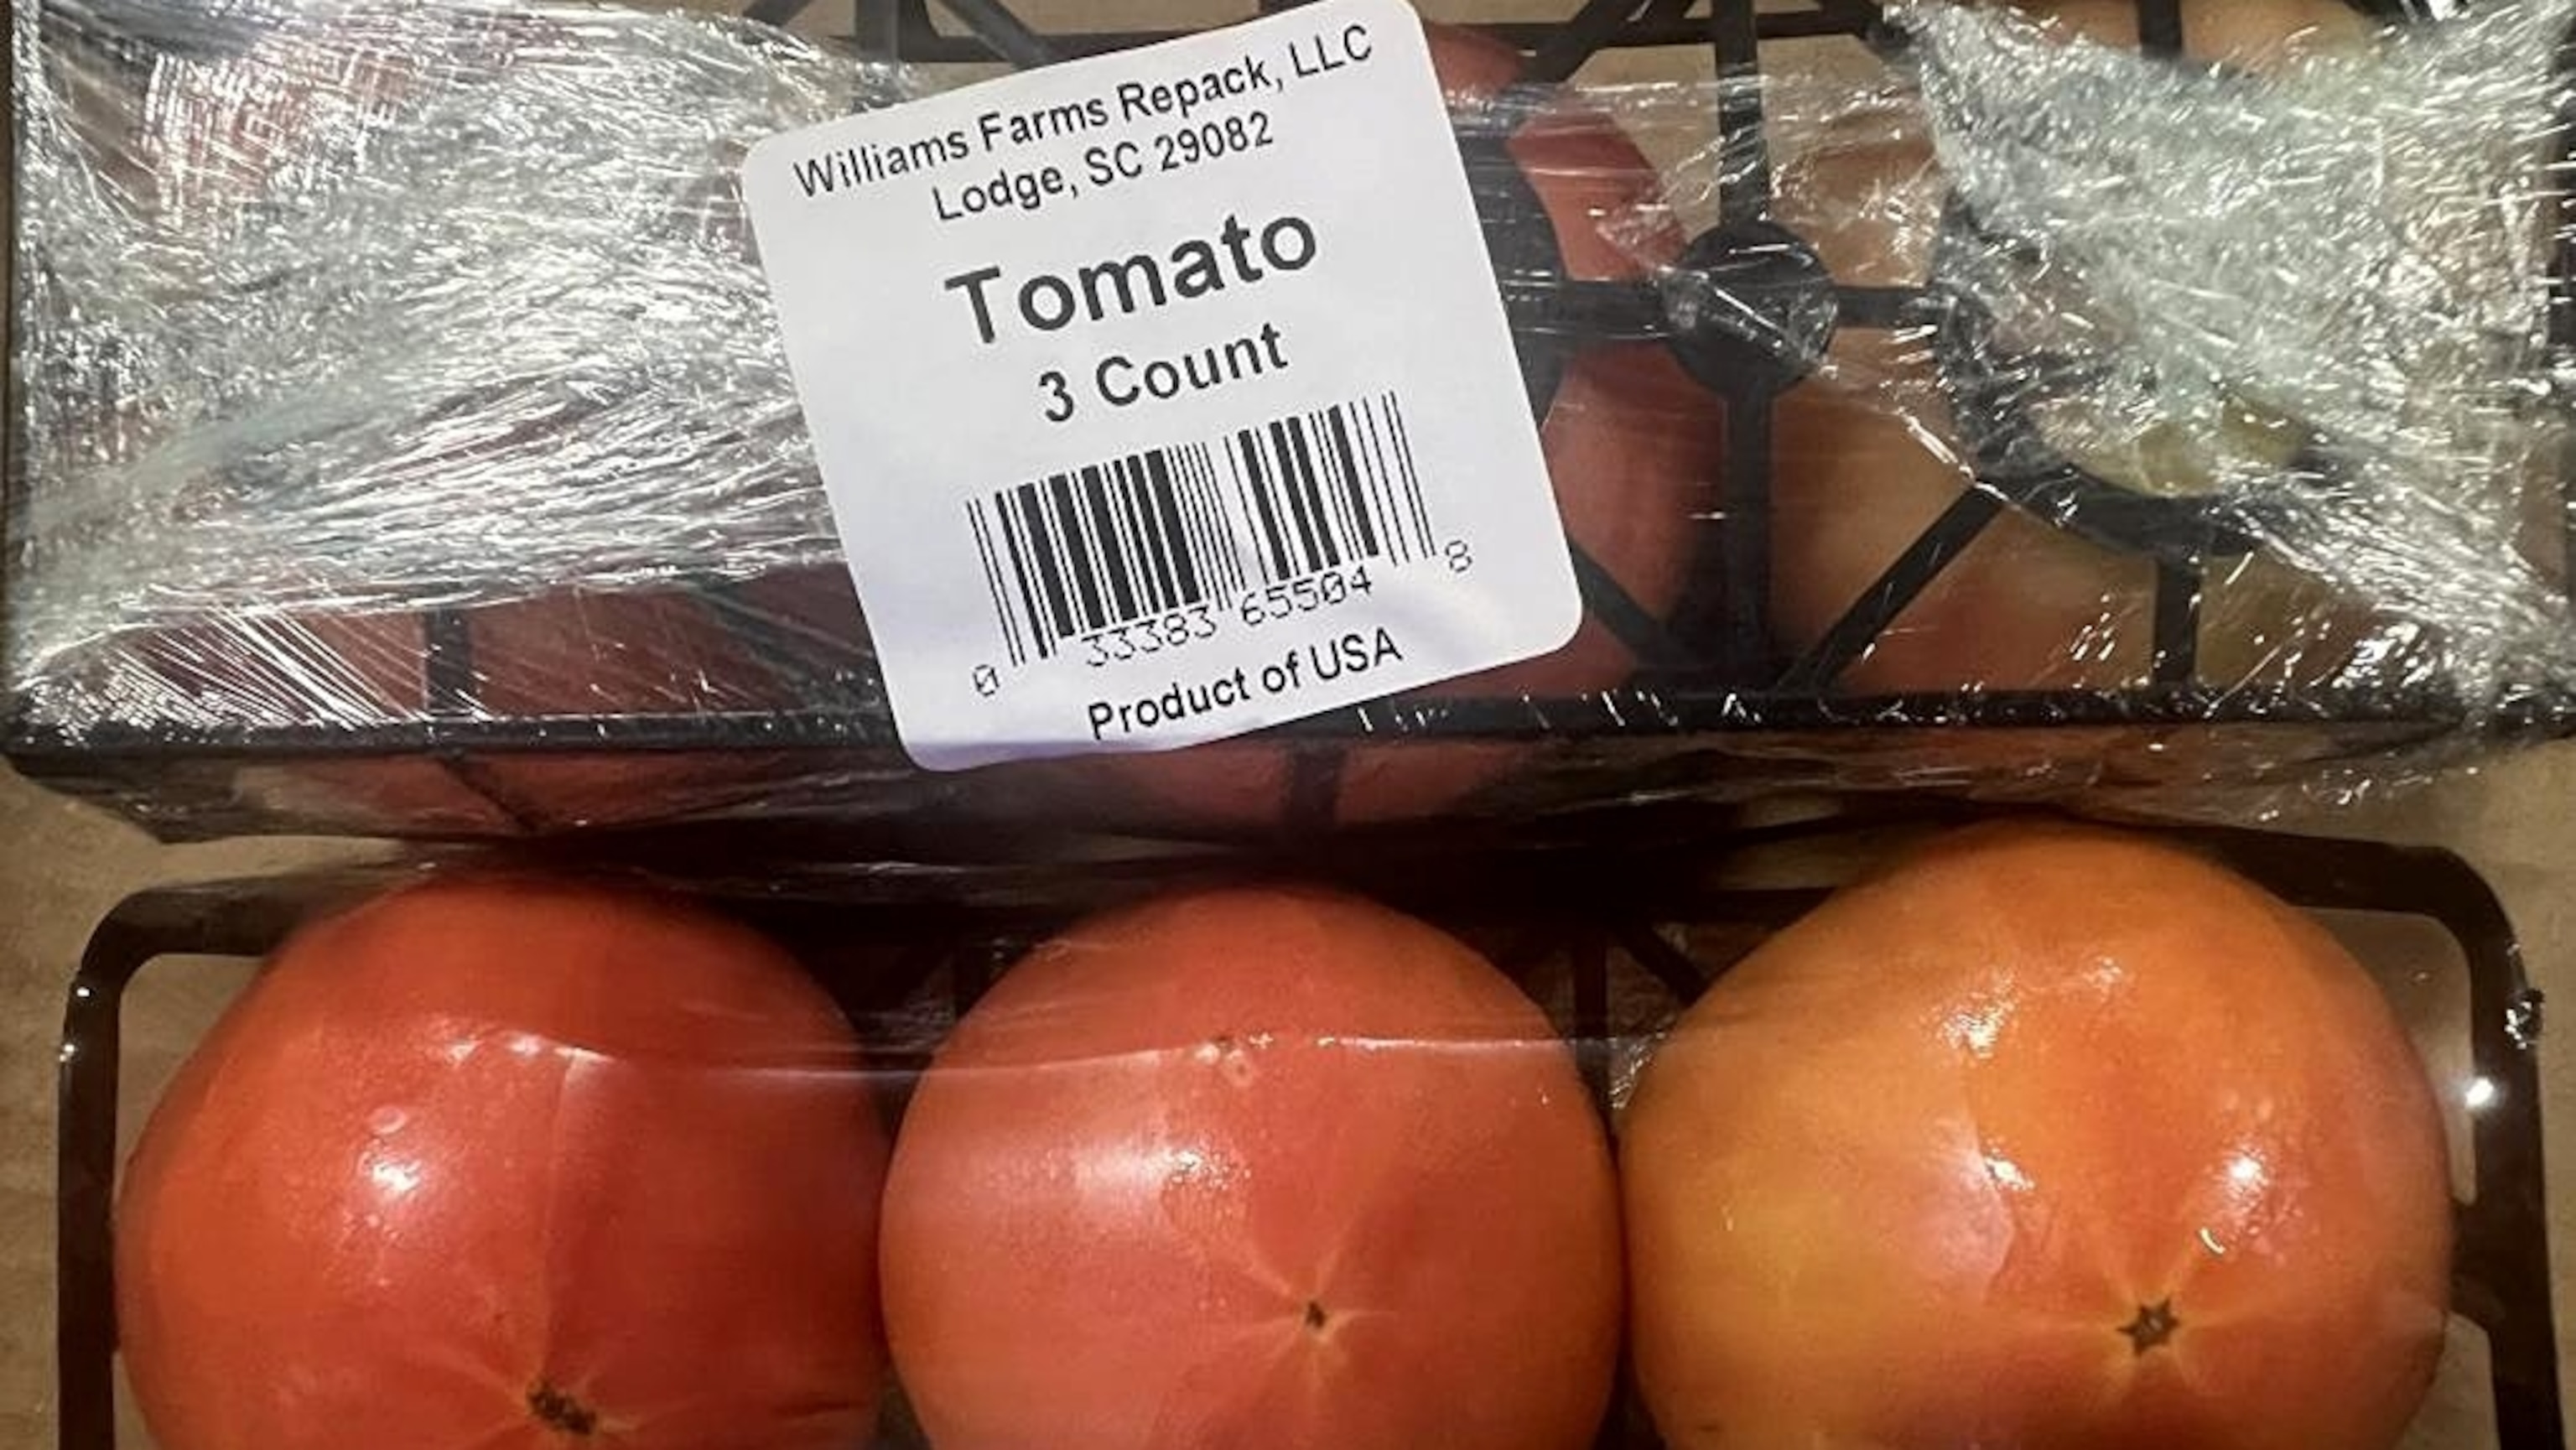 Williams Farms Repack, LLC
Lodge, SC 29082
Tomato
3 Count
0 33383 65504 8
Product of USA